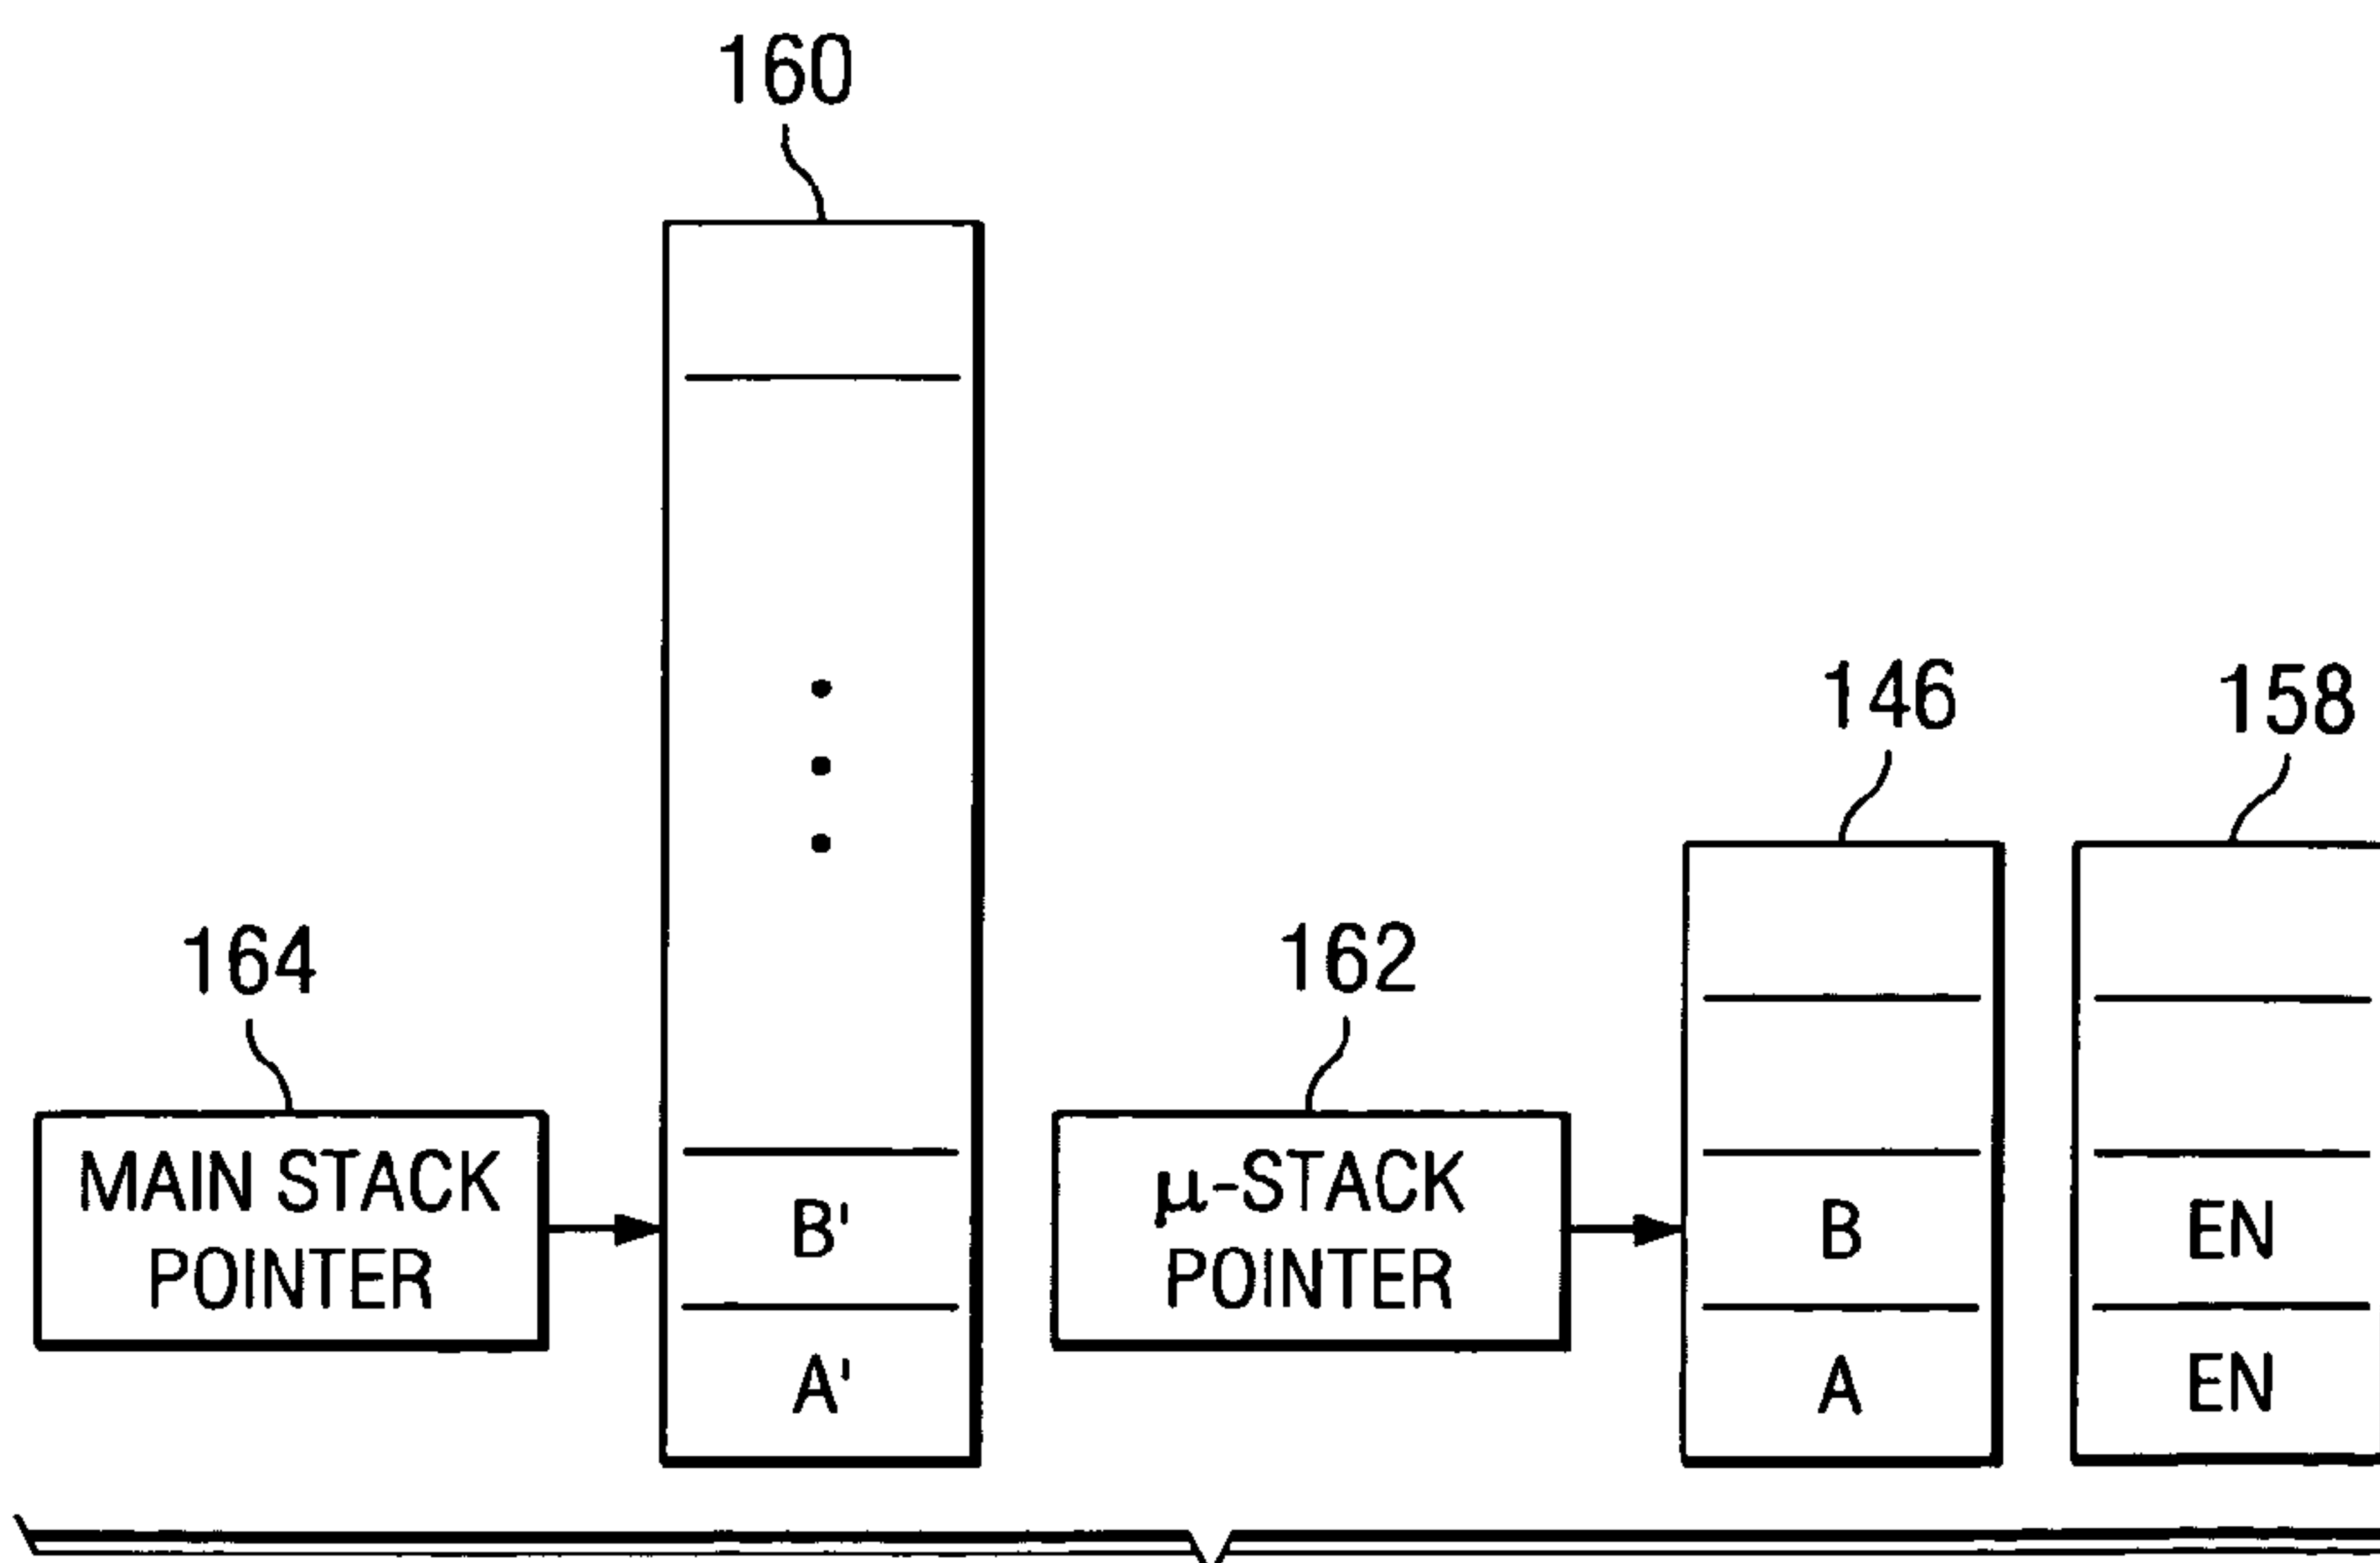 160
146
158
164
162
MAIN STACK
POINTER
B'
A'
μ-STACK
POINTER
B
A
EN
EN